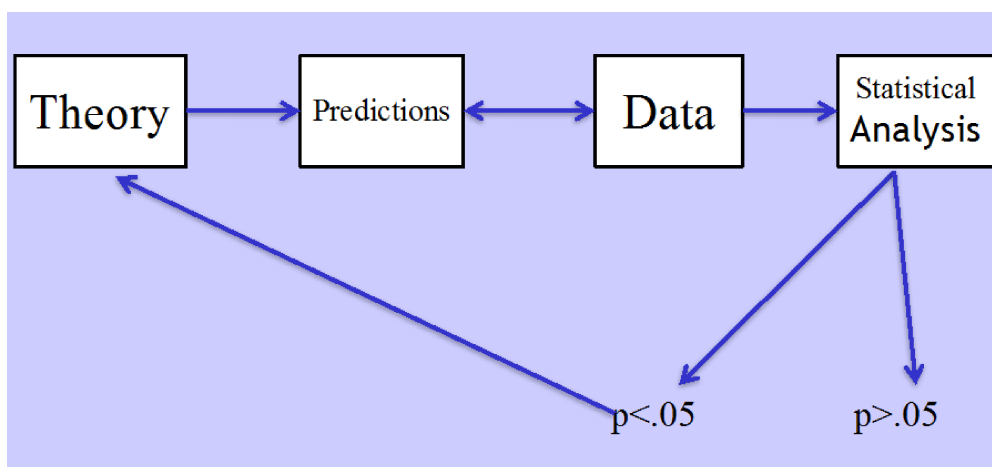 Theory
Predictions
Data
Statistical
Analysis
p<.05
p>.05